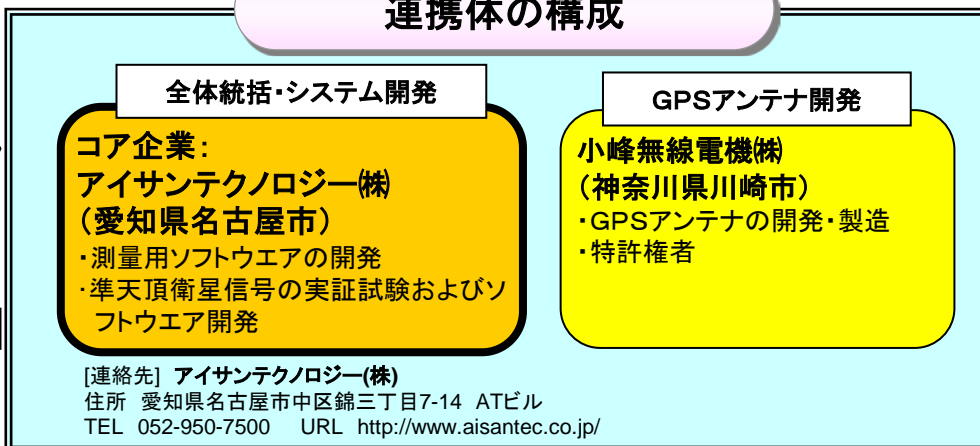 連携体の構成
全体統括・システム開発
コア企業：
アイサンテクノロジー㈱
（愛知県名古屋市）
・測量用ソフトウエアの開発
・準天頂衛星信号の実証試験およびソ
フトウエア開発
GPSアンテナ開発
小峰無線電機㈱
（神奈川県川崎市）
・GPSアンテナの開発・製造
・特許権者
[連絡先] アイサンテクノロジー(株)
住所 愛知県名古屋市中区錦三丁目7-14 ATビル
TEL 052-950-7500 URL http://www.aisantec.co.jp/